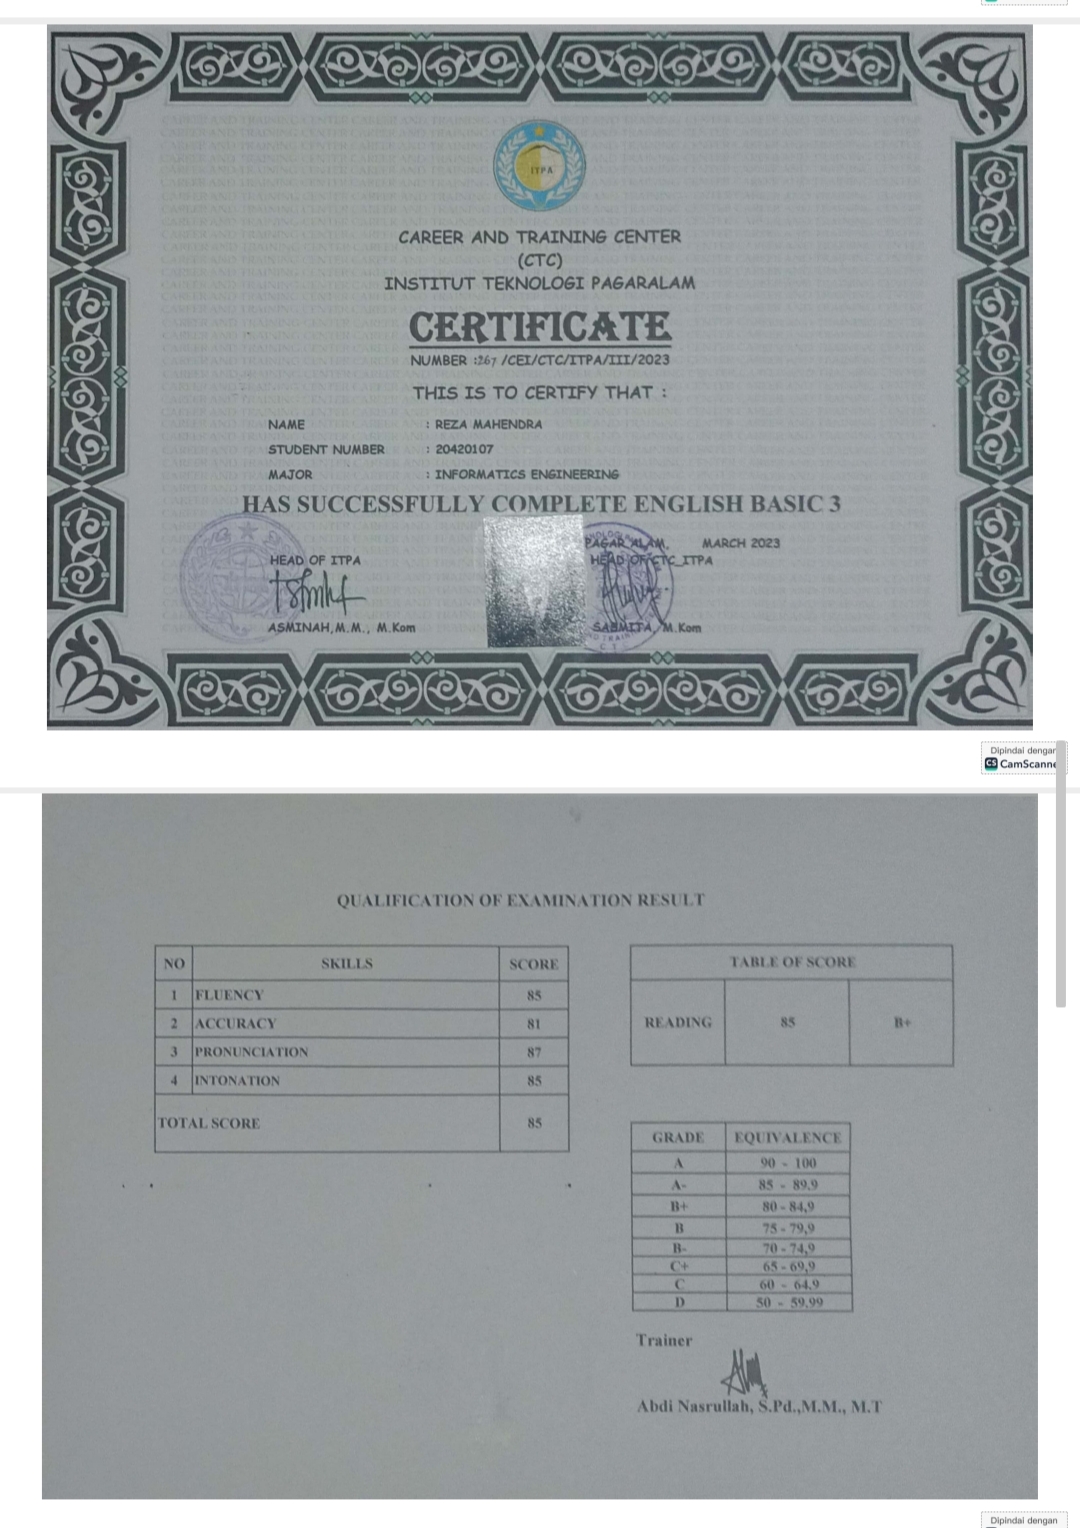 ITPA
CAREER AND TRAINING CENTER
(CTC)
INSTITUT TEKNOLOGI PAGARALAM
CERTIFICATE
NUMBER :267 /CEI/CTC/ITPA/III/2023
THIS IS TO CERTIFY THAT :
NAME : REZA MAHENDRA
STUDENT NUMBER : 20420107
MAJOR : INFORMATICS ENGINEERING
HAS SUCCESSFULLY COMPLETE ENGLISH BASIC 3
PAGAR ALAM, MARCH 2023
HEAD OF ITPA HEAD OF CTC ITPA
ASMINAH,M.M., M.Kom SASMITA, M.Kom
Dipindai dengan
CS CamScanne
QUALIFICATION OF EXAMINATION RESULT
NO SKILLS SCORE
1 FLUENCY 85
2 ACCURACY 81
3 PRONUNCIATION 87
4 INTONATION 85
TOTAL SCORE 85
TABLE OF SCORE
READING 85 B+
GRADE EQUIVALENCE
A 90 - 100
A- 85 - 89.9
B+ 80 - 84,9
B 75 - 79,9
B- 70 - 74,9
C+ 65 - 69,9
C 60 - 64.9
D 50 - 59.99
Trainer
Abdi Nasrullah, S.Pd.,M.M., M.T
Dipindai dengan